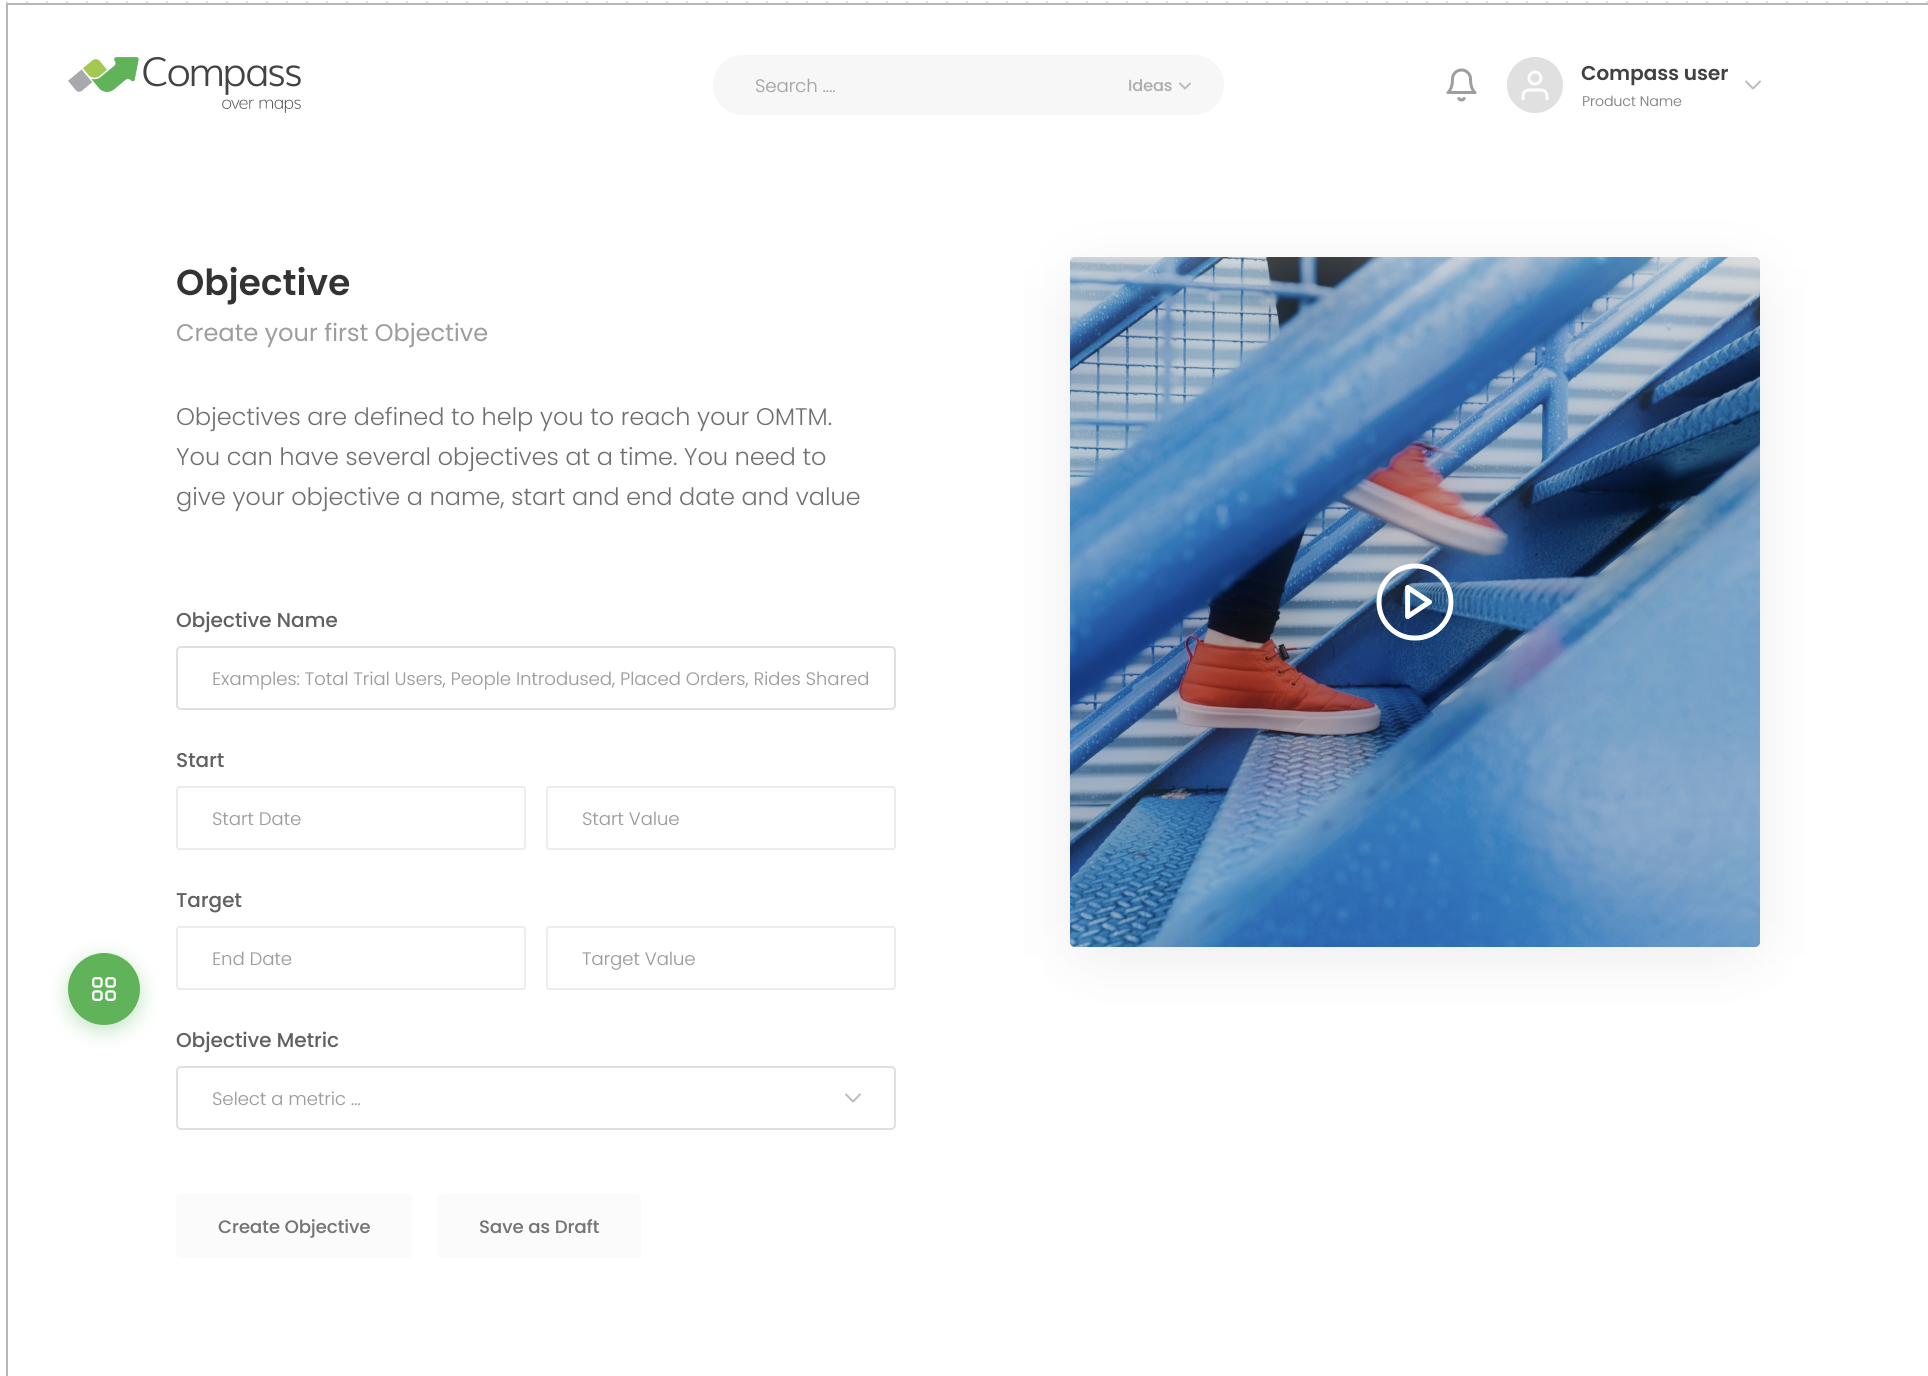 Compass
over maps
Search ....
Ideas
Compass user
Product Name
Objective
Create your first Objective
Objectives are defined to help you to reach your OMTM.
You can have several objectives at a time. You need to
give your objective a name, start and end date and value
Objective Name
Examples: Total Trial Users, People Introdused, Placed Orders, Rides Shared
Start
Start Date
Start Value
Target
End Date
Target Value
Objective Metric
Select a metric ...
Create Objective
Save as Draft